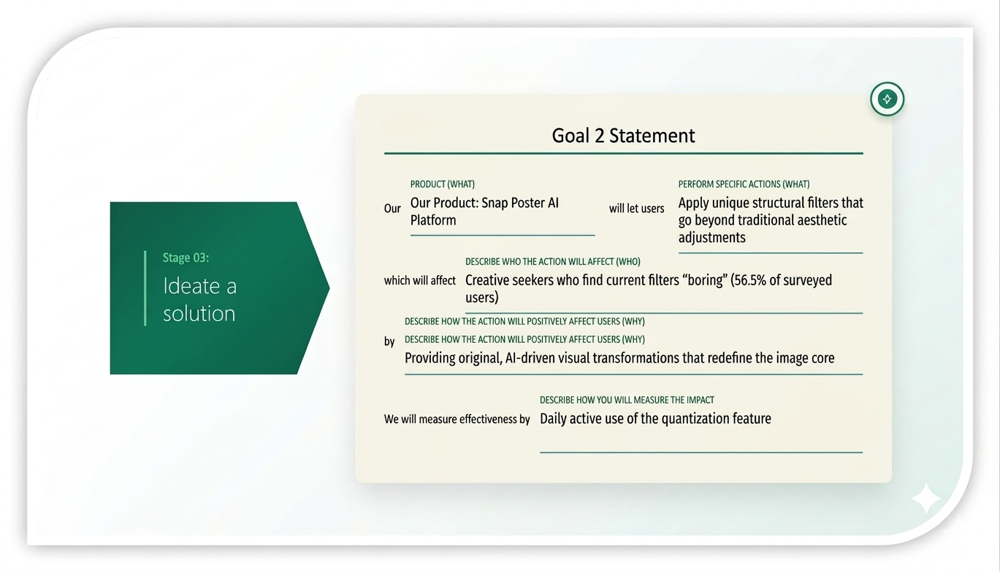 Stage 03:
Ideate a
solution
Goal 2 Statement
PRODUCT (WHAT)
Our
Our Product: Snap Poster AI
Platform
will let users
PERFORM SPECIFIC ACTIONS (WHAT)
Apply unique structural filters that
go beyond traditional aesthetic
adjustments
DESCRIBE WHO THE ACTION WILL AFFECT (WHO)
which will affect
Creative seekers who find current filters “boring” (56.5% of surveyed
users)
DESCRIBE HOW THE ACTION WILL POSITIVELY AFFECT USERS (WHY)
by
DESCRIBE HOW THE ACTION WILL POSITIVELY AFFECT USERS (WHY)
Providing original, AI-driven visual transformations that redefine the image core
DESCRIBE HOW YOU WILL MEASURE THE IMPACT
We will measure effectiveness by
Daily active use of the quantization feature